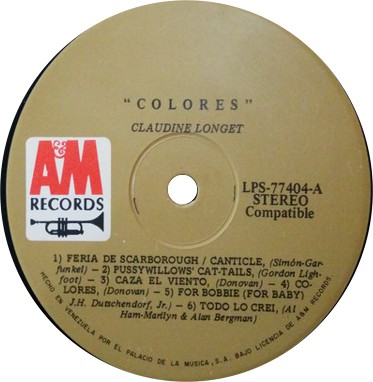 "COLORES"
CLAUDINE LONGET
A&M
RECORDS
LPS-77404-A
STEREO
Compatible
1) FERIA DE SCARBOROUGH / CANTICLE, (Simón-Gar-
funkel) — 2) PUSSYWILLOWS' CAT-TAILS, (Gordon Ligh-
foot) — 3) CAZA EL VIENTO, (Donovan) — 4) CO-
LORES, (Donovan) — 5) FOR BOBBIE (FOR BABY)
J.H. Dutschendorf, Jr.) — 6) TODO LO CREI, (Al
Ham-Marilyn & Alan Bergman)
HECHO EN VENEZUELA POR EL PALACIO DE LA MUSICA, S.A. BAJO LICENCIA DE A&M RECORDS.